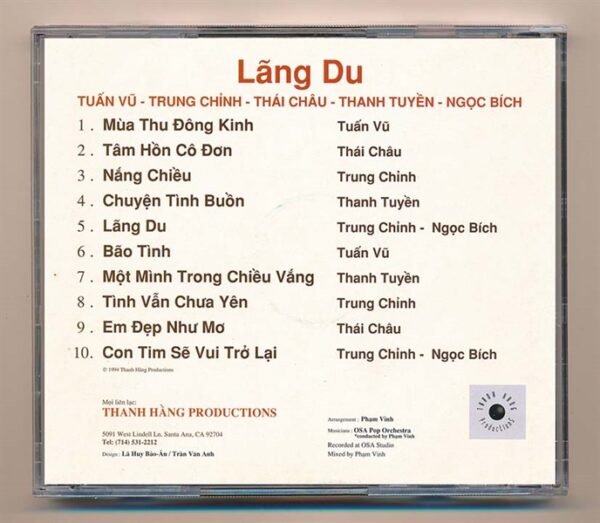 Lãng Du
TUẤN VŨ - TRUNG CHỈNH - THÁI CHÂU - THANH TUYỀN - NGỌC BÍCH
1 . Mùa Thu Đông Kinh Tuấn Vũ
2 . Tâm Hồn Cô Đơn Thái Châu
3 . Nắng Chiều Trung Chỉnh
4 . Chuyện Tình Buồn Thanh Tuyền
5 . Lãng Du Trung Chỉnh - Ngọc Bích
6 . Bão Tình Tuấn Vũ
7 . Một Mình Trong Chiều Vắng Thanh Tuyền
8 . Tình Vẫn Chưa Yên Trung Chỉnh
9 . Em Đẹp Như Mơ Thái Châu
10. Con Tim Sẽ Vui Trở Lại Trung Chỉnh - Ngọc Bích
© 1994 Thanh Hằng Productions
Mọi liên lạc:
THANH HẰNG PRODUCTIONS
5091 West Lindell Ln. Santa Ana, CA 92704
Tel: (714) 531-2212
Design : Lã Huy Bảo-Ân / Trần Vân Anh
Arrangement : Phạm Vinh
Musicians : OSA Pop Orchestra
*conducted by Phạm Vinh
Recorded at OSA Studio
Mixed by Phạm Vinh
THANH HANG
PRODUCTIONS